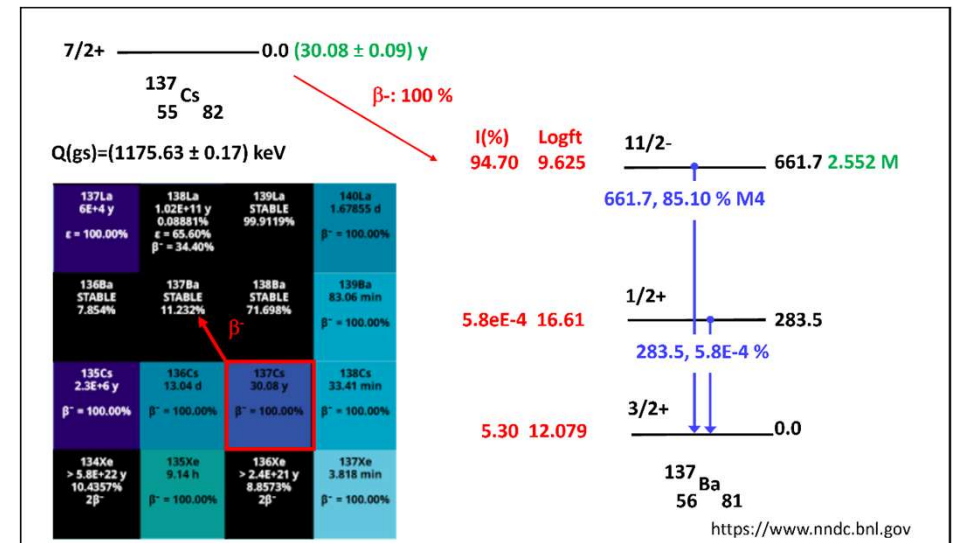 7/2+ 0.0 (30.08 ± 0.09) y
137
Cs
55 82
β-: 100 %
Q(gs)=(1175.63 ± 0.17) keV
I(%) Logft
94.70 9.625
11/2-
661.7 2.552 M
661.7, 85.10 % M4
1/2+
5.8eE-4 16.61
283.5
283.5, 5.8E-4 %
3/2+
5.30 12.079
0.0
137
Ba
56 81
https://www.nndc.bnl.gov
137La
6E+4 y
ε = 100.00%
138La
1.02E+11 y
0.08881%
ε = 65.60%
β⁻ = 34.40%
139La
STABLE
99.9119%
140La
1.67855 d
β⁻ = 100.00%
136Ba
STABLE
7.854%
137Ba
STABLE
11.232%
138Ba
STABLE
71.698%
139Ba
83.06 min
β⁻ = 100.00%
β⁻
135Cs
2.3E+6 y
β⁻ = 100.00%
136Cs
13.04 d
β⁻ = 100.00%
137Cs
30.08 y
β⁻ = 100.00%
138Cs
33.41 min
β⁻ = 100.00%
134Xe
> 5.8E+22 y
10.4357%
2β⁻
135Xe
9.14 h
β⁻ = 100.00%
136Xe
> 2.4E+21 y
8.8573%
2β⁻
137Xe
3.818 min
β⁻ = 100.00%